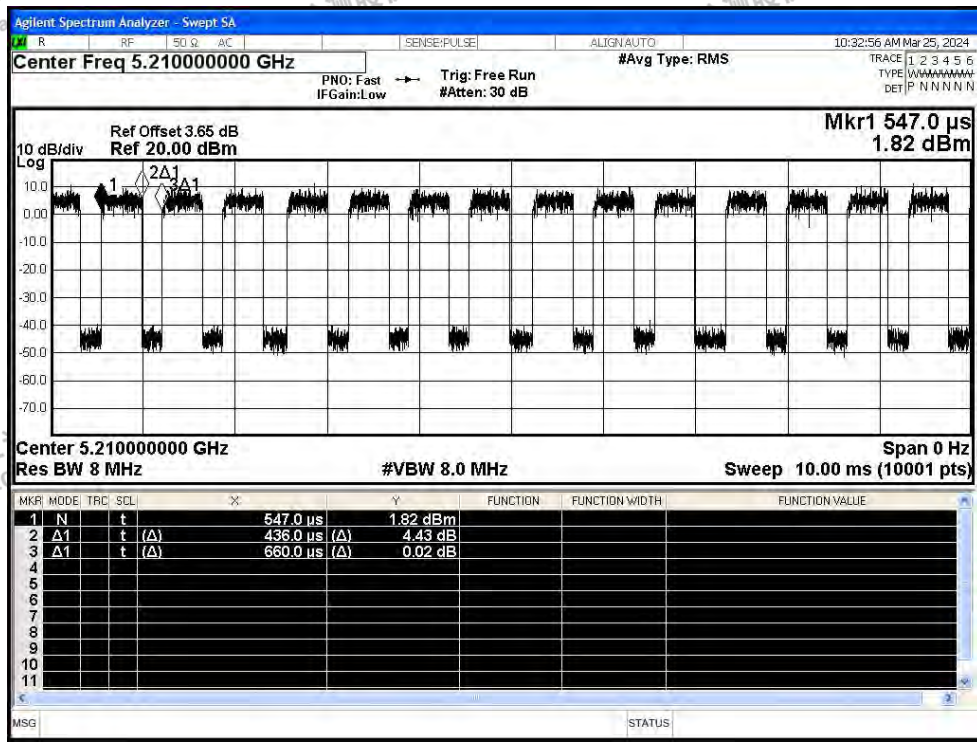 Agilent Spectrum Analyzer - Swept SA
R RF 50 Ω AC SENSE:PULSE ALIGN AUTO 10:32:56 AM Mar 25, 2024
Center Freq 5.210000000 GHz
#Avg Type: RMS
TRACE 1 2 3 4 5 6
PNO: Fast Trig: Free Run
TYPE WWWWWW
IFGain:Low #Atten: 30 dB
DET P N N N N N
Mkr1 547.0 µs
Ref Offset 3.65 dB
10 dB/div Ref 20.00 dBm
1.82 dBm
Log
1 2Δ1 3Δ1
10.0
0.00
-10.0
-20.0
-30.0
-40.0
-50.0
-60.0
-70.0
Center 5.210000000 GHz Span 0 Hz
Res BW 8 MHz #VBW 8.0 MHz Sweep 10.00 ms (10001 pts)
MKR MODE TRC SCL X Y FUNCTION FUNCTION WIDTH FUNCTION VALUE
1 N t 547.0 µs 1.82 dBm
2 Δ1 t (Δ) 436.0 µs (Δ) 4.43 dB
3 Δ1 t (Δ) 660.0 µs (Δ) 0.02 dB
4
5
6
7
8
9
10
11
MSG STATUS